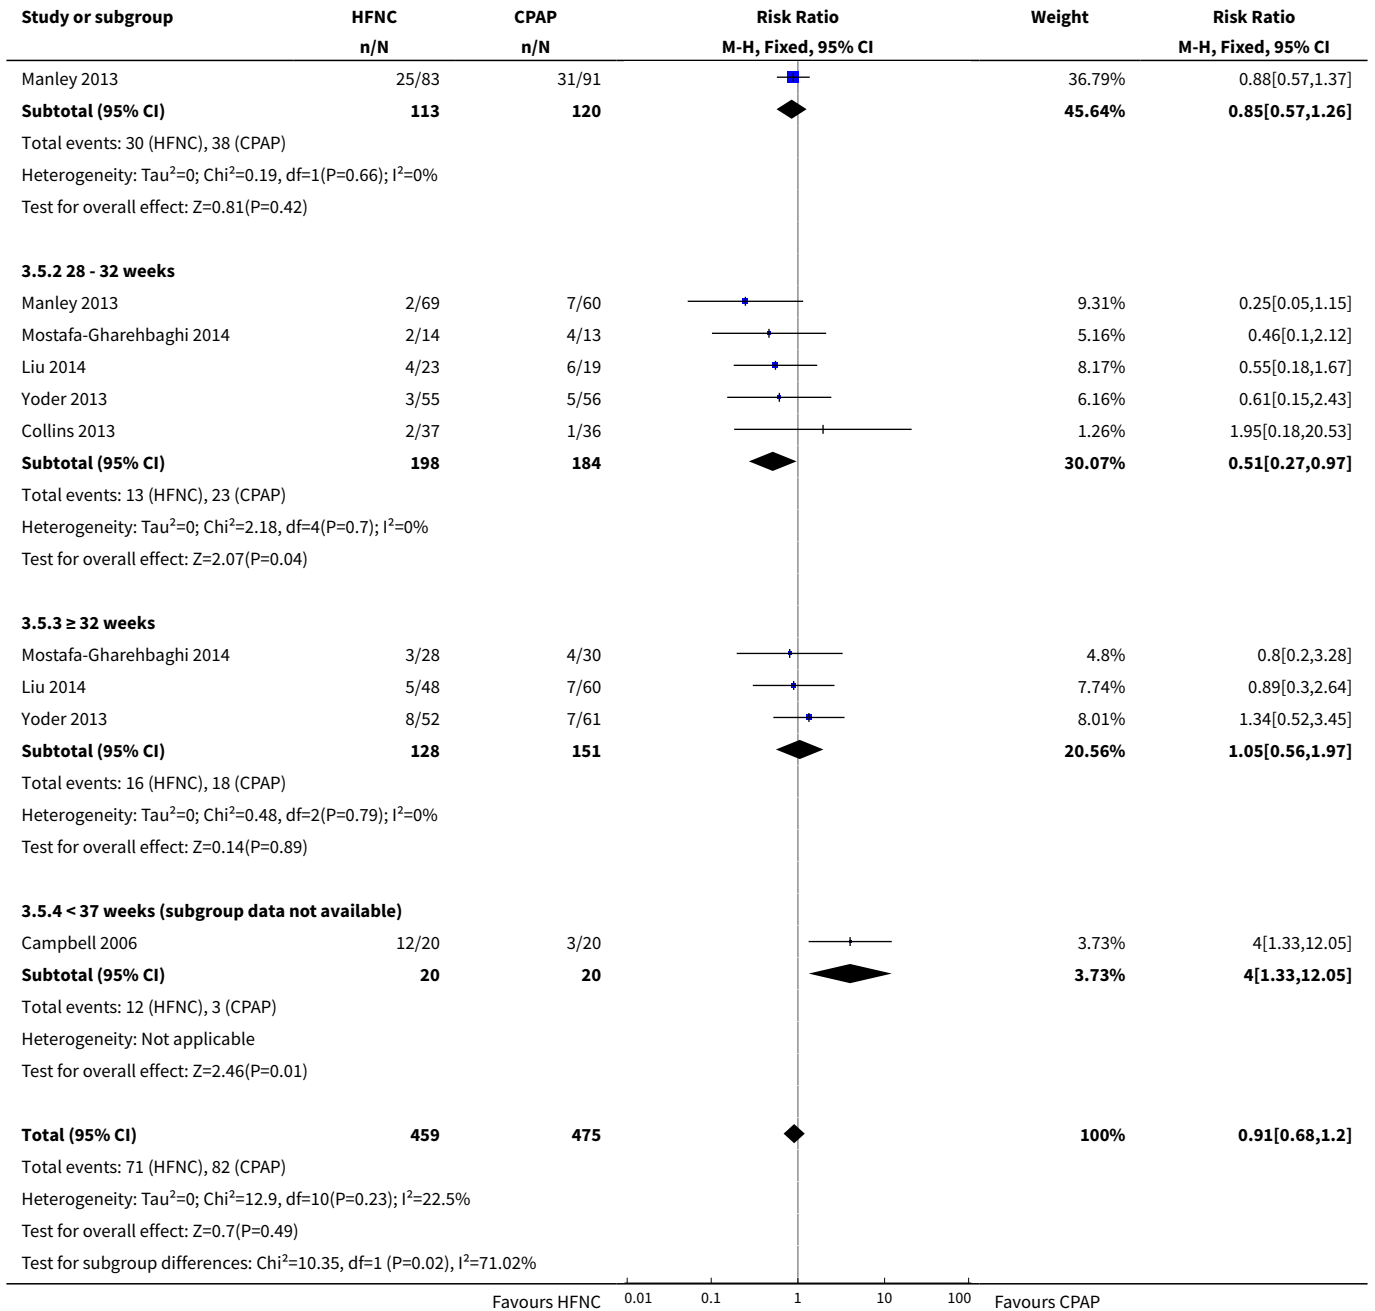 Study or subgroup HFNC CPAP Risk Ratio Weight Risk Ratio
n/N n/N M-H, Fixed, 95% CI M-H, Fixed, 95% CI
Manley 2013 25/83 31/91 36.79% 0.88[0.57,1.37]
Subtotal (95% CI) 113 120 45.64% 0.85[0.57,1.26]
Total events: 30 (HFNC), 38 (CPAP)
Heterogeneity: Tau²=0; Chi²=0.19, df=1(P=0.66); I²=0%
Test for overall effect: Z=0.81(P=0.42)
3.5.2 28 - 32 weeks
Manley 2013 2/69 7/60 9.31% 0.25[0.05,1.15]
Mostafa-Gharehbaghi 2014 2/14 4/13 5.16% 0.46[0.1,2.12]
Liu 2014 4/23 6/19 8.17% 0.55[0.18,1.67]
Yoder 2013 3/55 5/56 6.16% 0.61[0.15,2.43]
Collins 2013 2/37 1/36 1.26% 1.95[0.18,20.53]
Subtotal (95% CI) 198 184 30.07% 0.51[0.27,0.97]
Total events: 13 (HFNC), 23 (CPAP)
Heterogeneity: Tau²=0; Chi²=2.18, df=4(P=0.7); I²=0%
Test for overall effect: Z=2.07(P=0.04)
3.5.3 ≥ 32 weeks
Mostafa-Gharehbaghi 2014 3/28 4/30 4.8% 0.8[0.2,3.28]
Liu 2014 5/48 7/60 7.74% 0.89[0.3,2.64]
Yoder 2013 8/52 7/61 8.01% 1.34[0.52,3.45]
Subtotal (95% CI) 128 151 20.56% 1.05[0.56,1.97]
Total events: 16 (HFNC), 18 (CPAP)
Heterogeneity: Tau²=0; Chi²=0.48, df=2(P=0.79); I²=0%
Test for overall effect: Z=0.14(P=0.89)
3.5.4 < 37 weeks (subgroup data not available)
Campbell 2006 12/20 3/20 3.73% 4[1.33,12.05]
Subtotal (95% CI) 20 20 3.73% 4[1.33,12.05]
Total events: 12 (HFNC), 3 (CPAP)
Heterogeneity: Not applicable
Test for overall effect: Z=2.46(P=0.01)
Total (95% CI) 459 475 100% 0.91[0.68,1.2]
Total events: 71 (HFNC), 82 (CPAP)
Heterogeneity: Tau²=0; Chi²=12.9, df=10(P=0.23); I²=22.5%
Test for overall effect: Z=0.7(P=0.49)
Test for subgroup differences: Chi²=10.35, df=1 (P=0.02), I²=71.02%
Favours HFNC 0.01 0.1 1 10 100 Favours CPAP